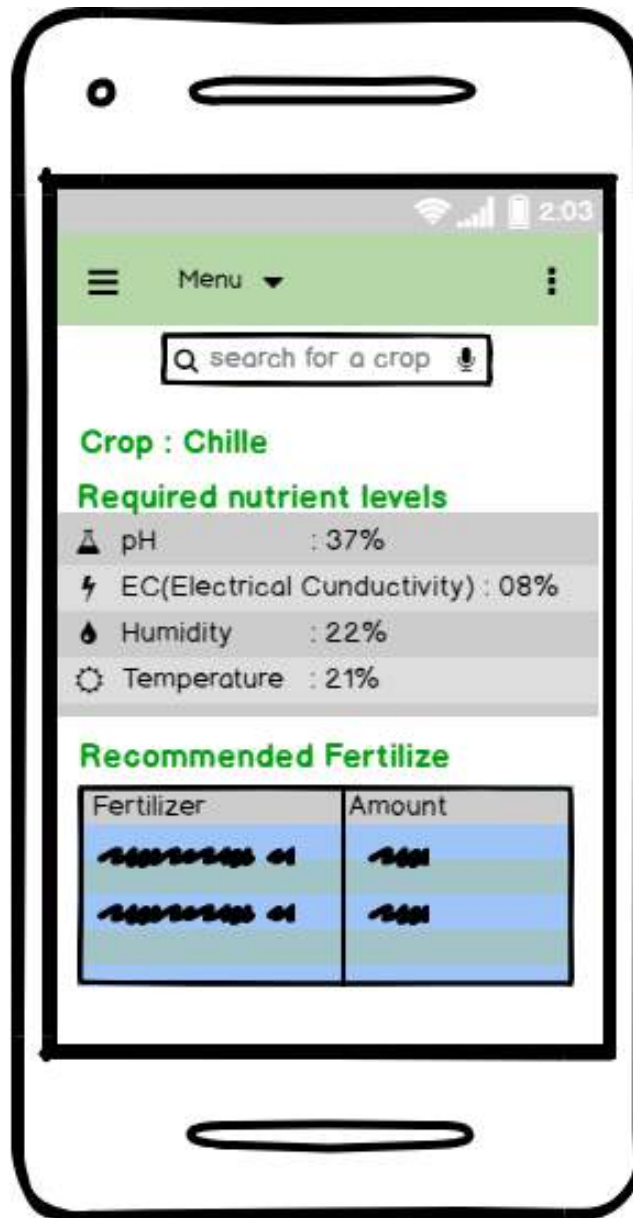 2:03
Menu
search for a crop
Crop : Chille
Required nutrient levels
pH : 37%
EC(Electrical Cunductivity) : 08%
Humidity : 22%
Temperature : 21%
Recommended Fertilize
Fertilizer Amount